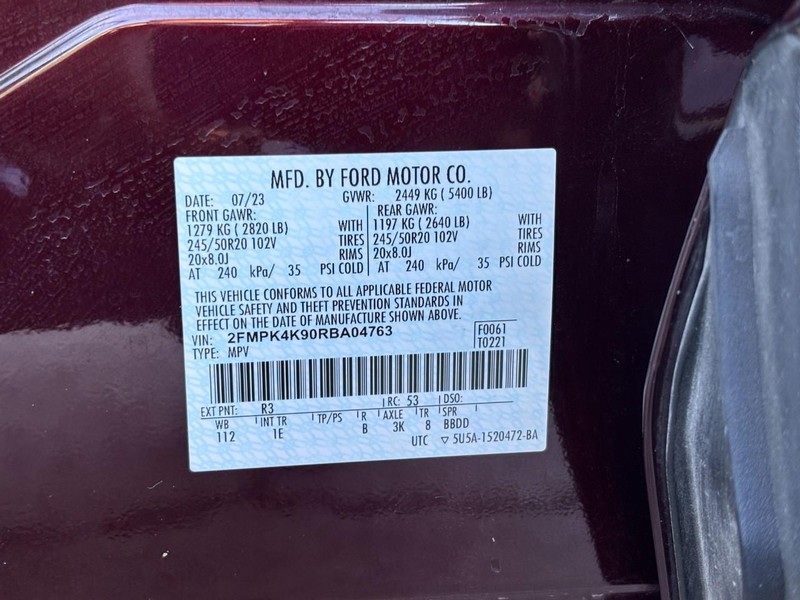 MFD. BY FORD MOTOR CO.
DATE: 07/23 GVWR: 2449 KG ( 5400 LB)
FRONT GAWR: REAR GAWR:
1279 KG ( 2820 LB) WITH 1197 KG ( 2640 LB) WITH
245/50R20 102V TIRES 245/50R20 102V TIRES
20x8.0J RIMS 20x8.0J RIMS
AT 240 kPa/ 35 PSI COLD AT 240 kPa/ 35 PSI COLD
THIS VEHICLE CONFORMS TO ALL APPLICABLE FEDERAL MOTOR
VEHICLE SAFETY AND THEFT PREVENTION STANDARDS IN
EFFECT ON THE DATE OF MANUFACTURE SHOWN ABOVE.
VIN: 2FMPK4K90RBA04763 F0061
TYPE: MPV T0221
EXT PNT: R3 RC: 53 DSO:
WB INT TR TP/PS R AXLE TR SPR
112 1E B 3K 8 BBDD
UTC ▽ 5U5A-1520472-BA